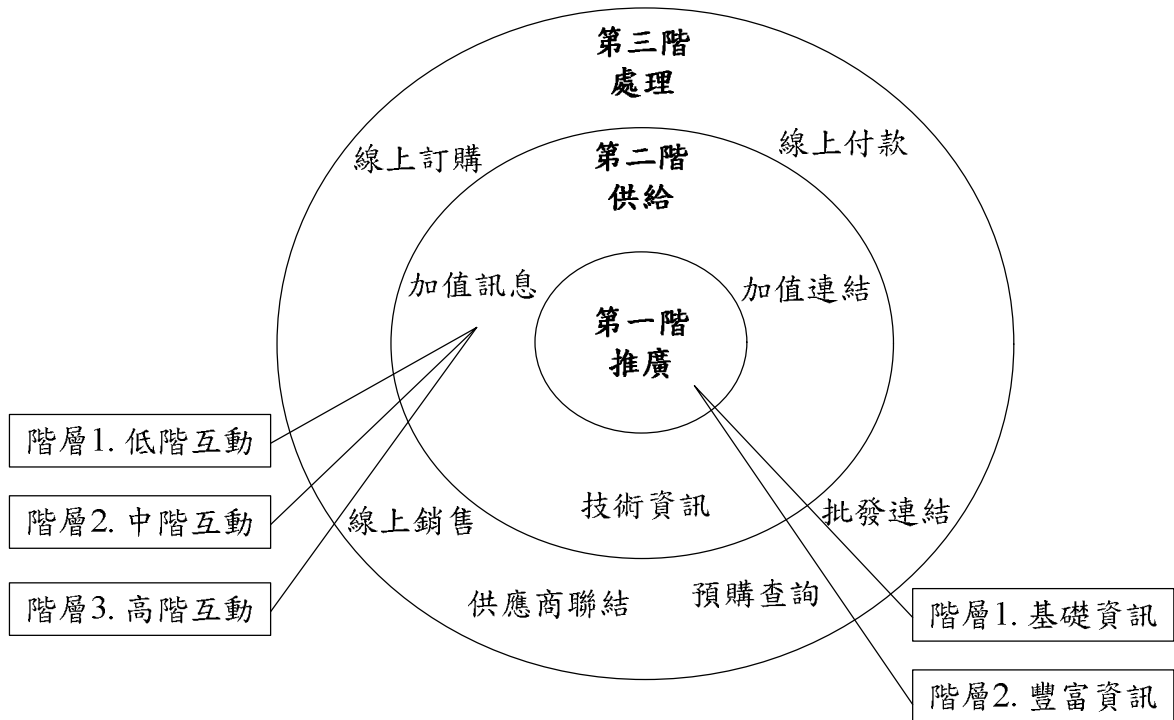 第三階
處理
線上訂購
線上付款
第二階
供給
加值訊息
加值連結
第一階
推廣
階層1. 低階互動
階層2. 中階互動
線上銷售
技術資訊
批發連結
階層3. 高階互動
供應商聯結
預購查詢
階層1. 基礎資訊
階層2. 豐富資訊